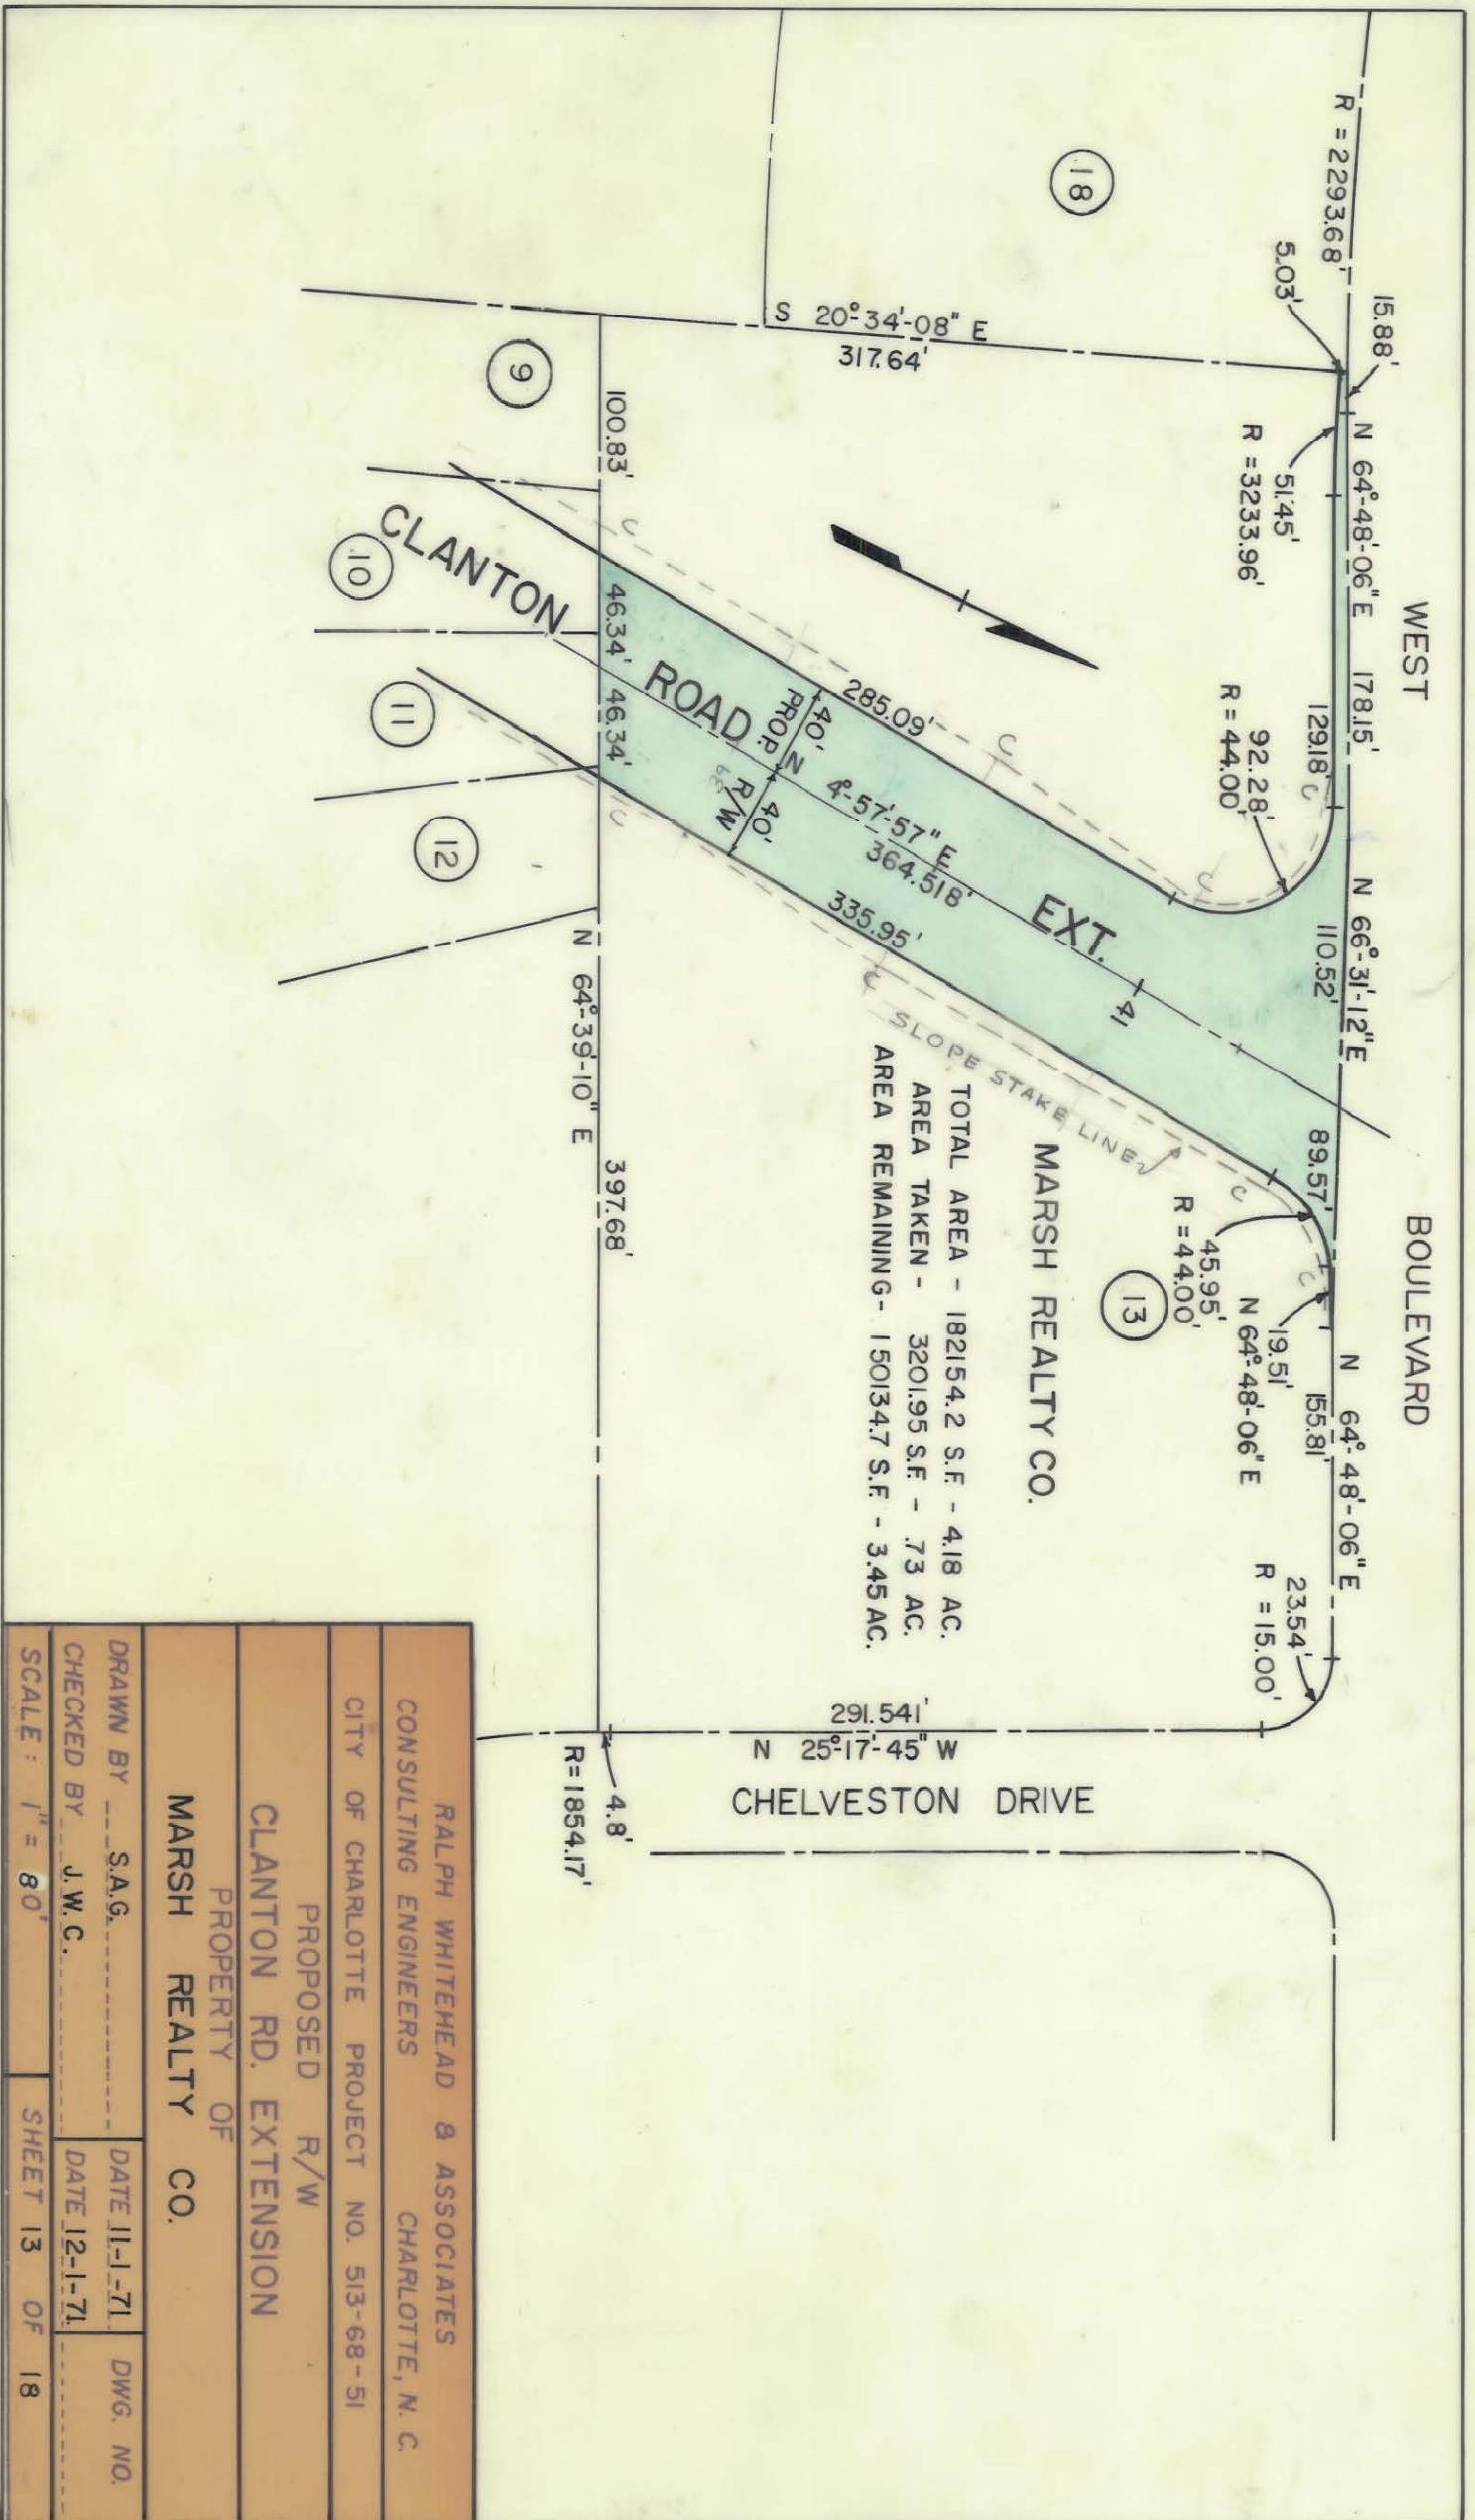 WEST BOULEVARD
R = 2293.68'
15.88'
N 64°-48'-06" E 178.15'
N 66°-31'-12" E
110.52'
89.57'
N 64°-48'-06" E
155.81'
5.03'
51.45'
R = 3233.96'
129.18'
92.28'
R = 44.00'
45.95'
R = 44.00'
19.51'
N 64°-48'-06" E
23.54'
R = 15.00'
18
S 20°-34'-08" E
317.64'
C
C
C
C
C
C
C
C
285.09'
40'
40'
PROP. R/W
39
N 4°-57'-57" E
364.518'
335.95'
4
SLOPE STAKE LINE
CLANTON ROAD EXT.
MARSH REALTY CO.
13
TOTAL AREA - 182154.2 S.F. - 4.18 AC.
AREA TAKEN - 3201.95 S.F. - .73 AC.
AREA REMAINING - 150134.7 S.F. - 3.45 AC.
291.541'
N 25°-17'-45" W
CHELVESTON DRIVE
100.83'
46.34'
46.34'
397.68'
N 64°-39'-10" E
4.8'
R=1854.17'
9
10
11
12
RALPH WHITEHEAD & ASSOCIATES
CONSULTING ENGINEERS CHARLOTTE, N. C.
CITY OF CHARLOTTE PROJECT NO. 513-68-51
PROPOSED R/W
CLANTON RD. EXTENSION
PROPERTY OF
MARSH REALTY CO.
DRAWN BY S.A.G. DATE 11-1-71 DWG. NO.
CHECKED BY J.W.C. DATE 12-1-71
SCALE: 1" = 80' SHEET 13 OF 18